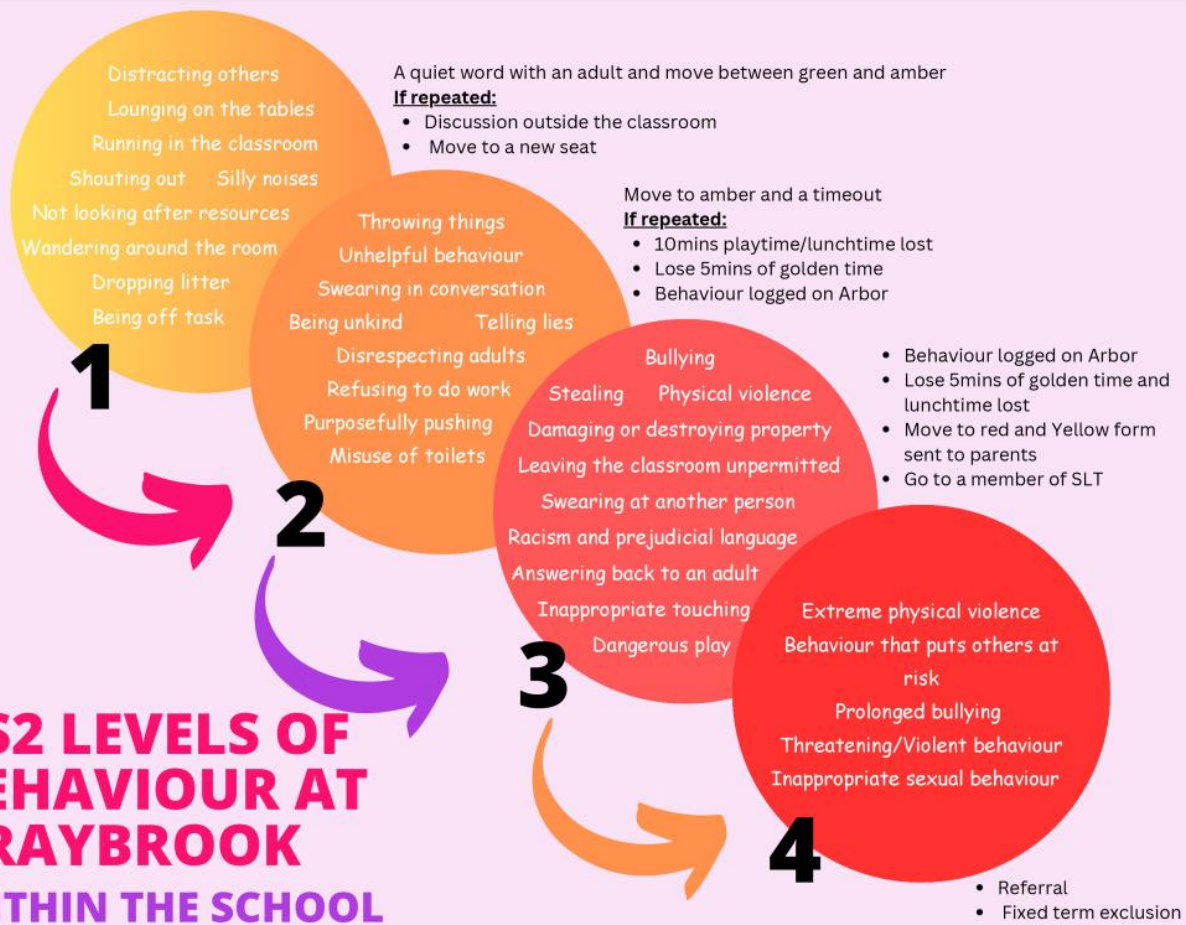 Distracting others
Lounging on the tables
Running in the classroom
Shouting out Silly noises
Not looking after resources
Wandering around the room
Dropping litter
Being off task
1
A quiet word with an adult and move between green and amber
If repeated:
• Discussion outside the classroom
• Move to a new seat
Throwing things
Unhelpful behaviour
Swearing in conversation
Being unkind Telling lies
Disrespecting adults
Refusing to do work
Purposefully pushing
Misuse of toilets
2
Move to amber and a timeout
If repeated:
• 10mins playtime/lunchtime lost
• Lose 5mins of golden time
• Behaviour logged on Arbor
Bullying
Stealing Physical violence
Damaging or destroying property
Leaving the classroom unpermitted
Swearing at another person
Racism and prejudicial language
Answering back to an adult
Inappropriate touching
Dangerous play
3
• Behaviour logged on Arbor
• Lose 5mins of golden time and
lunchtime lost
• Move to red and Yellow form
sent to parents
• Go to a member of SLT
Extreme physical violence
Behaviour that puts others at
risk
Prolonged bullying
Threatening/Violent behaviour
Inappropriate sexual behaviour
4
• Referral
• Fixed term exclusion
S2 LEVELS OF
EHAVIOUR AT
RAYBROOK
ITHIN THE SCHOOL